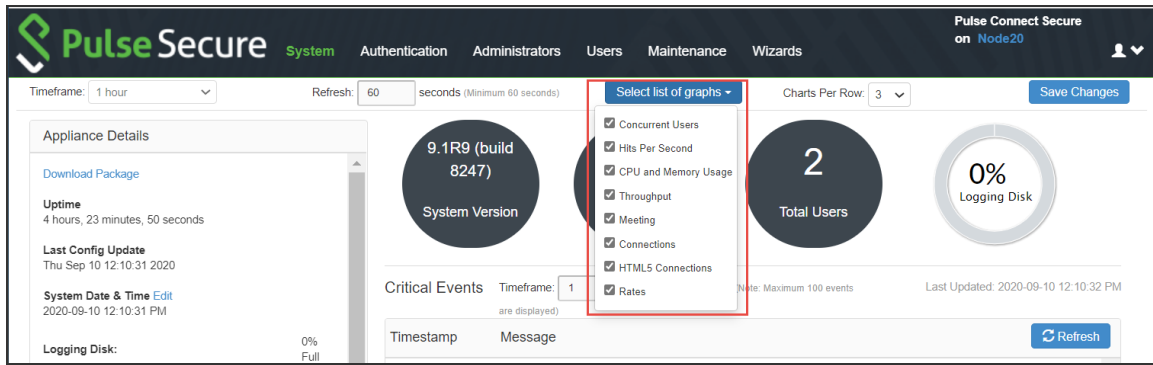 Pulse Secure
System Authentication Administrators Users Maintenance Wizards
Pulse Connect Secure
on Node20
Timeframe: 1 hour
Refresh: 60 seconds (Minimum 60 seconds)
Select list of graphs
Charts Per Row: 3
Save Changes
Concurrent Users
Hits Per Second
CPU and Memory Usage
Throughput
Meeting
Connections
HTML5 Connections
Rates
Appliance Details
Download Package
Uptime
4 hours, 23 minutes, 50 seconds
Last Config Update
Thu Sep 10 12:10:31 2020
System Date & Time Edit
2020-09-10 12:10:31 PM
Logging Disk: 0%
Full
9.1R9 (build
8247)
System Version
2
Total Users
0%
Logging Disk
Critical Events Timeframe: 1
Note: Maximum 100 events
are displayed)
Last Updated: 2020-09-10 12:10:32 PM
Timestamp Message
Refresh